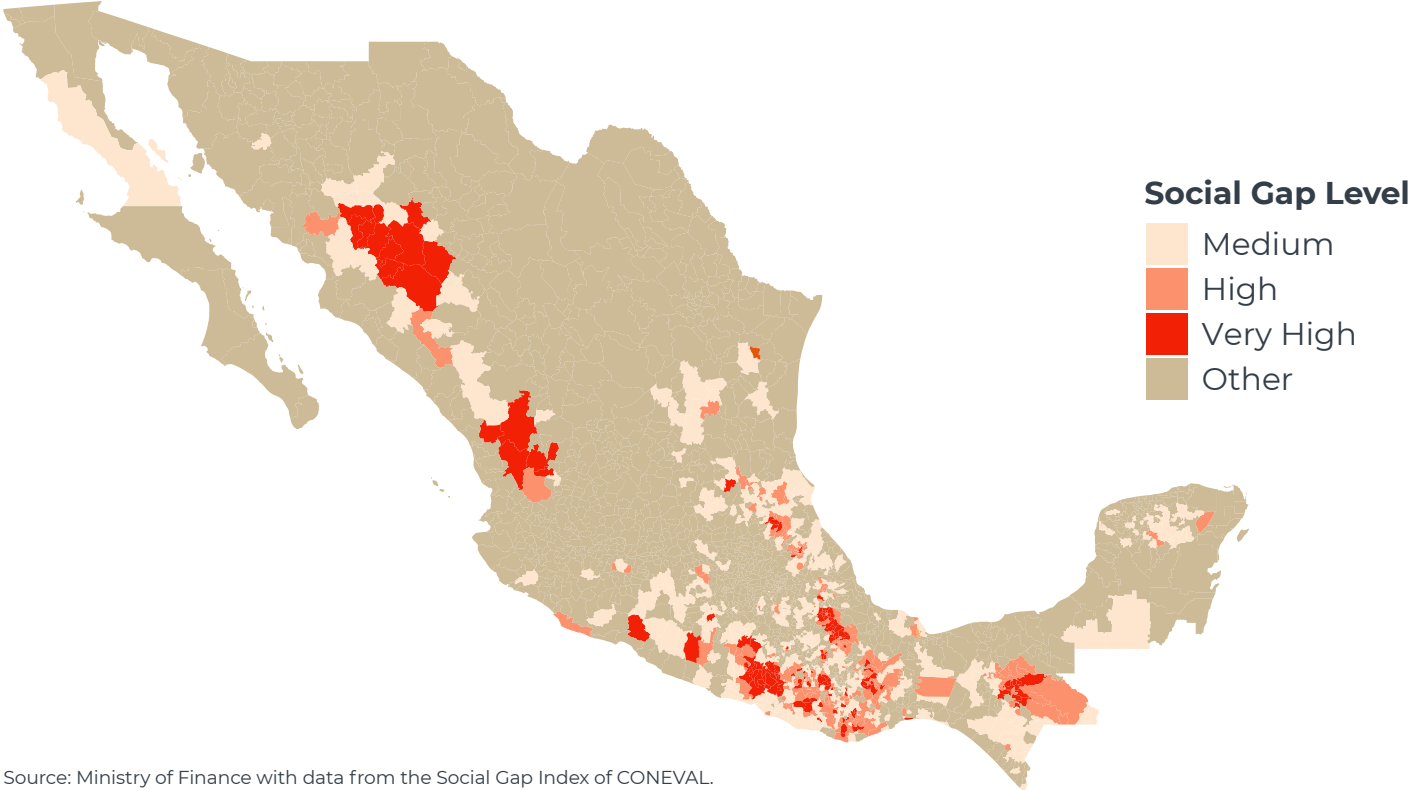 Social Gap Level
Medium
High
Very High
Other
Source: Ministry of Finance with data from the Social Gap Index of CONEVAL.